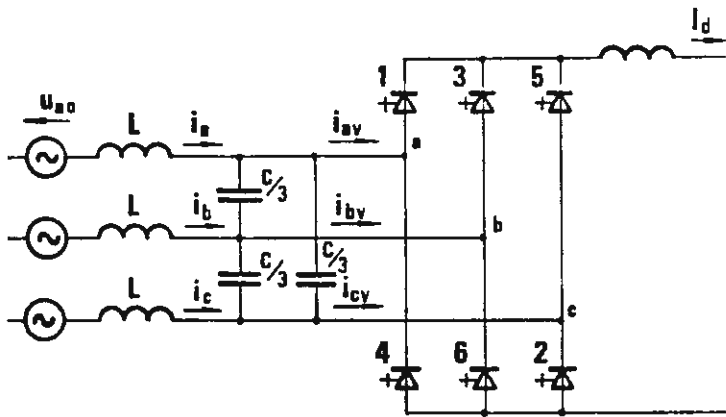 I_d
1 3 5
u_ao
L i_a i_av
a
C/3
L i_b i_bv
b
C/3 C/3
L i_c i_cv
c
4 6 2